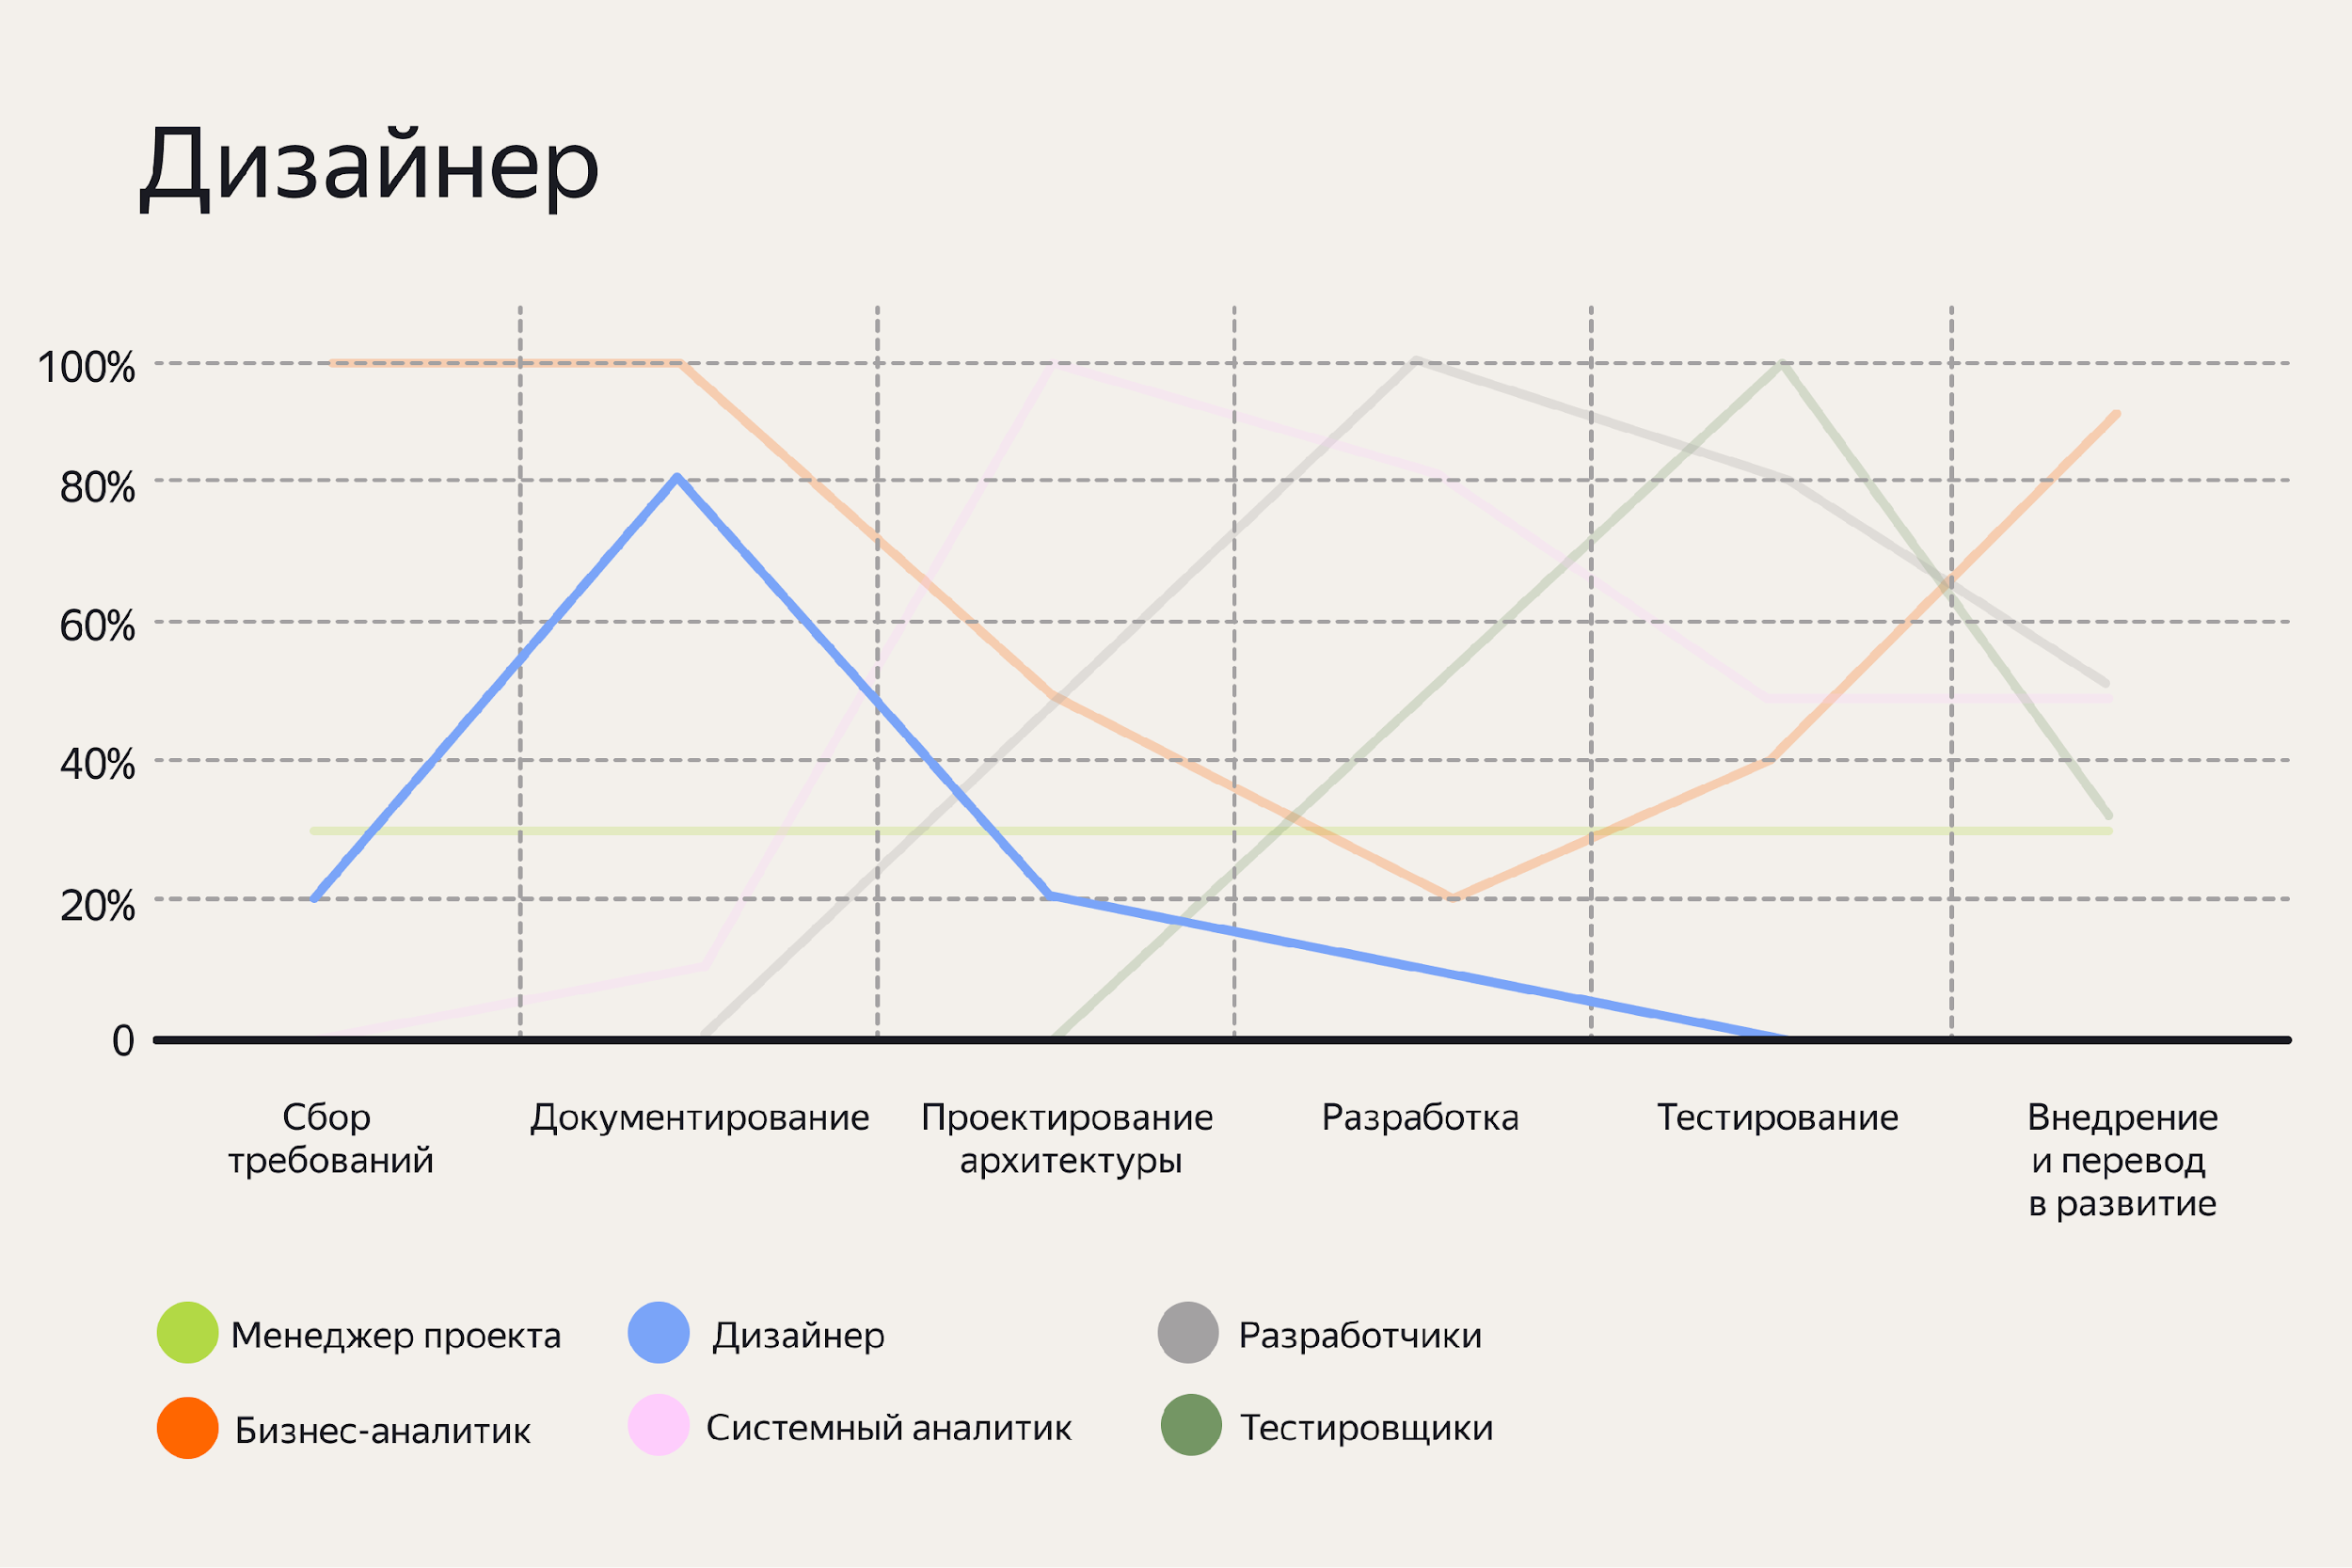 Дизайнер
100%
80%
60%
40%
20%
0
Сбор
требований
Документирование
Проектирование
архитектуры
Разработка
Тестирование
Внедрение
и перевод
в развитие
Менеджер проекта
Дизайнер
Разработчики
Бизнес-аналитик
Системный аналитик
Тестировщики